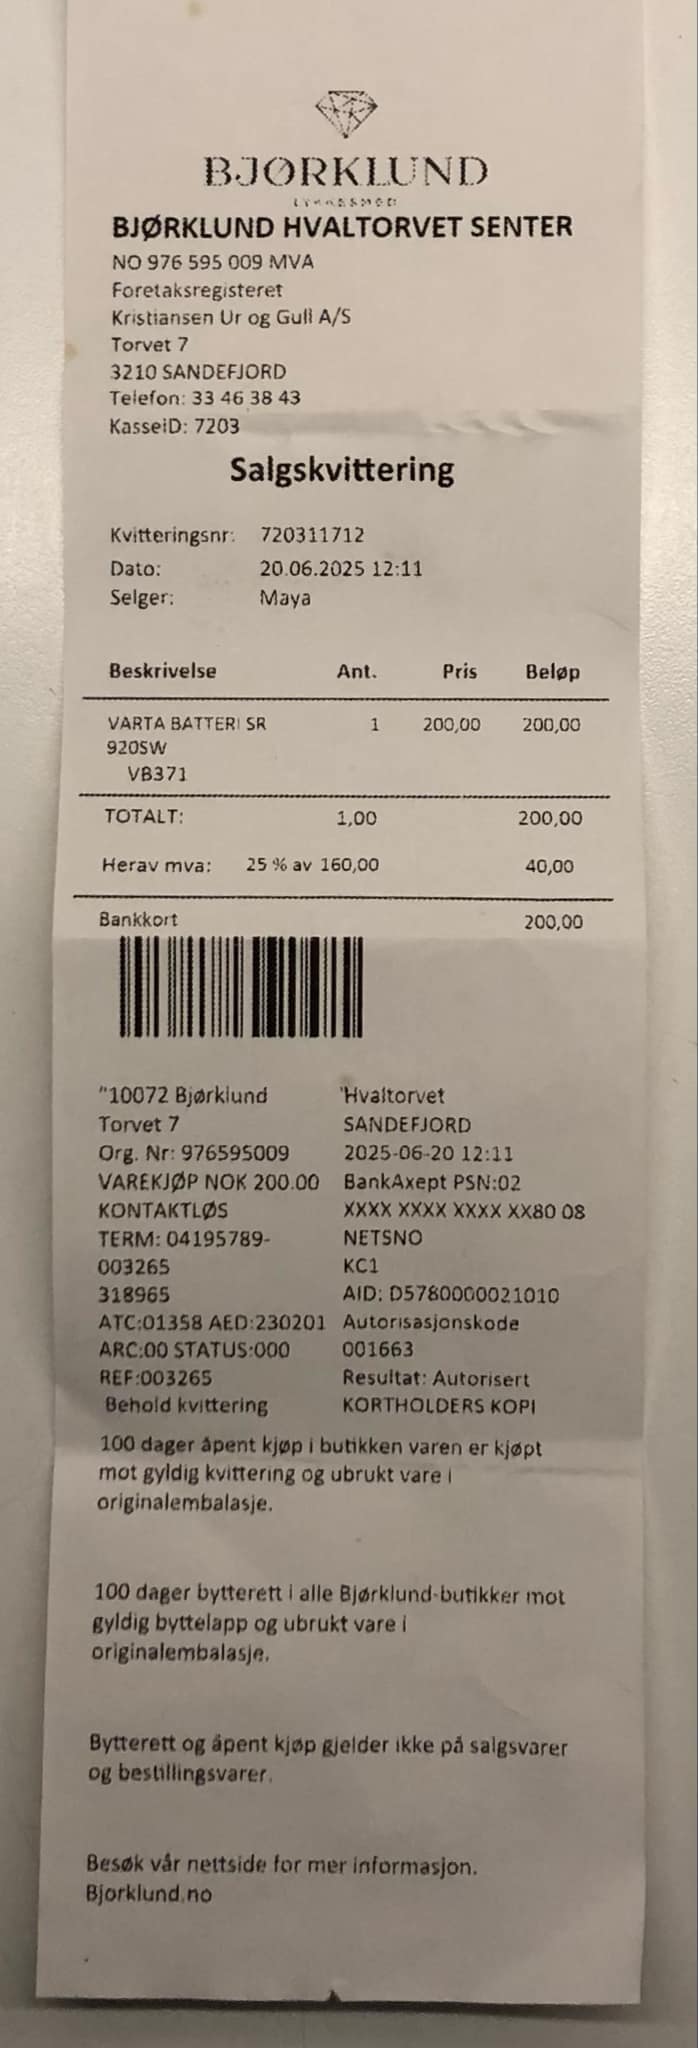 BJØRKLUND
LYKKESMED
BJØRKLUND HVALTORVET SENTER
NO 976 595 009 MVA
Foretaksregisteret
Kristiansen Ur og Gull A/S
Torvet 7
3210 SANDEFJORD
Telefon: 33 46 38 43
KasseID: 7203
Salgskvittering
Kvitteringsnr: 720311712
Dato: 20.06.2025 12:11
Selger: Maya
Beskrivelse Ant. Pris Beløp
VARTA BATTERI SR 1 200,00 200,00
920SW
VB371
TOTALT: 1,00 200,00
Herav mva: 25 % av 160,00 40,00
Bankkort 200,00
"10072 Bjørklund 'Hvaltorvet
Torvet 7 SANDEFJORD
Org. Nr: 976595009 2025-06-20 12:11
VAREKJØP NOK 200.00 BankAxept PSN:02
KONTAKTLØS XXXX XXXX XXXX XX80 08
TERM: 04195789- NETSNO
003265 KC1
318965 AID: D5780000021010
ATC:01358 AED:230201 Autorisasjonskode
ARC:00 STATUS:000 001663
REF:003265 Resultat: Autorisert
Behold kvittering KORTHOLDERS KOPI
100 dager åpent kjøp i butikken varen er kjøpt
mot gyldig kvittering og ubrukt vare i
originalembalasje.
100 dager bytterett i alle Bjørklund-butikker mot
gyldig byttelapp og ubrukt vare i
originalembalasje.
Bytterett og åpent kjøp gjelder ikke på salgsvarer
og bestillingsvarer.
Besøk vår nettside for mer informasjon.
Bjorklund.no